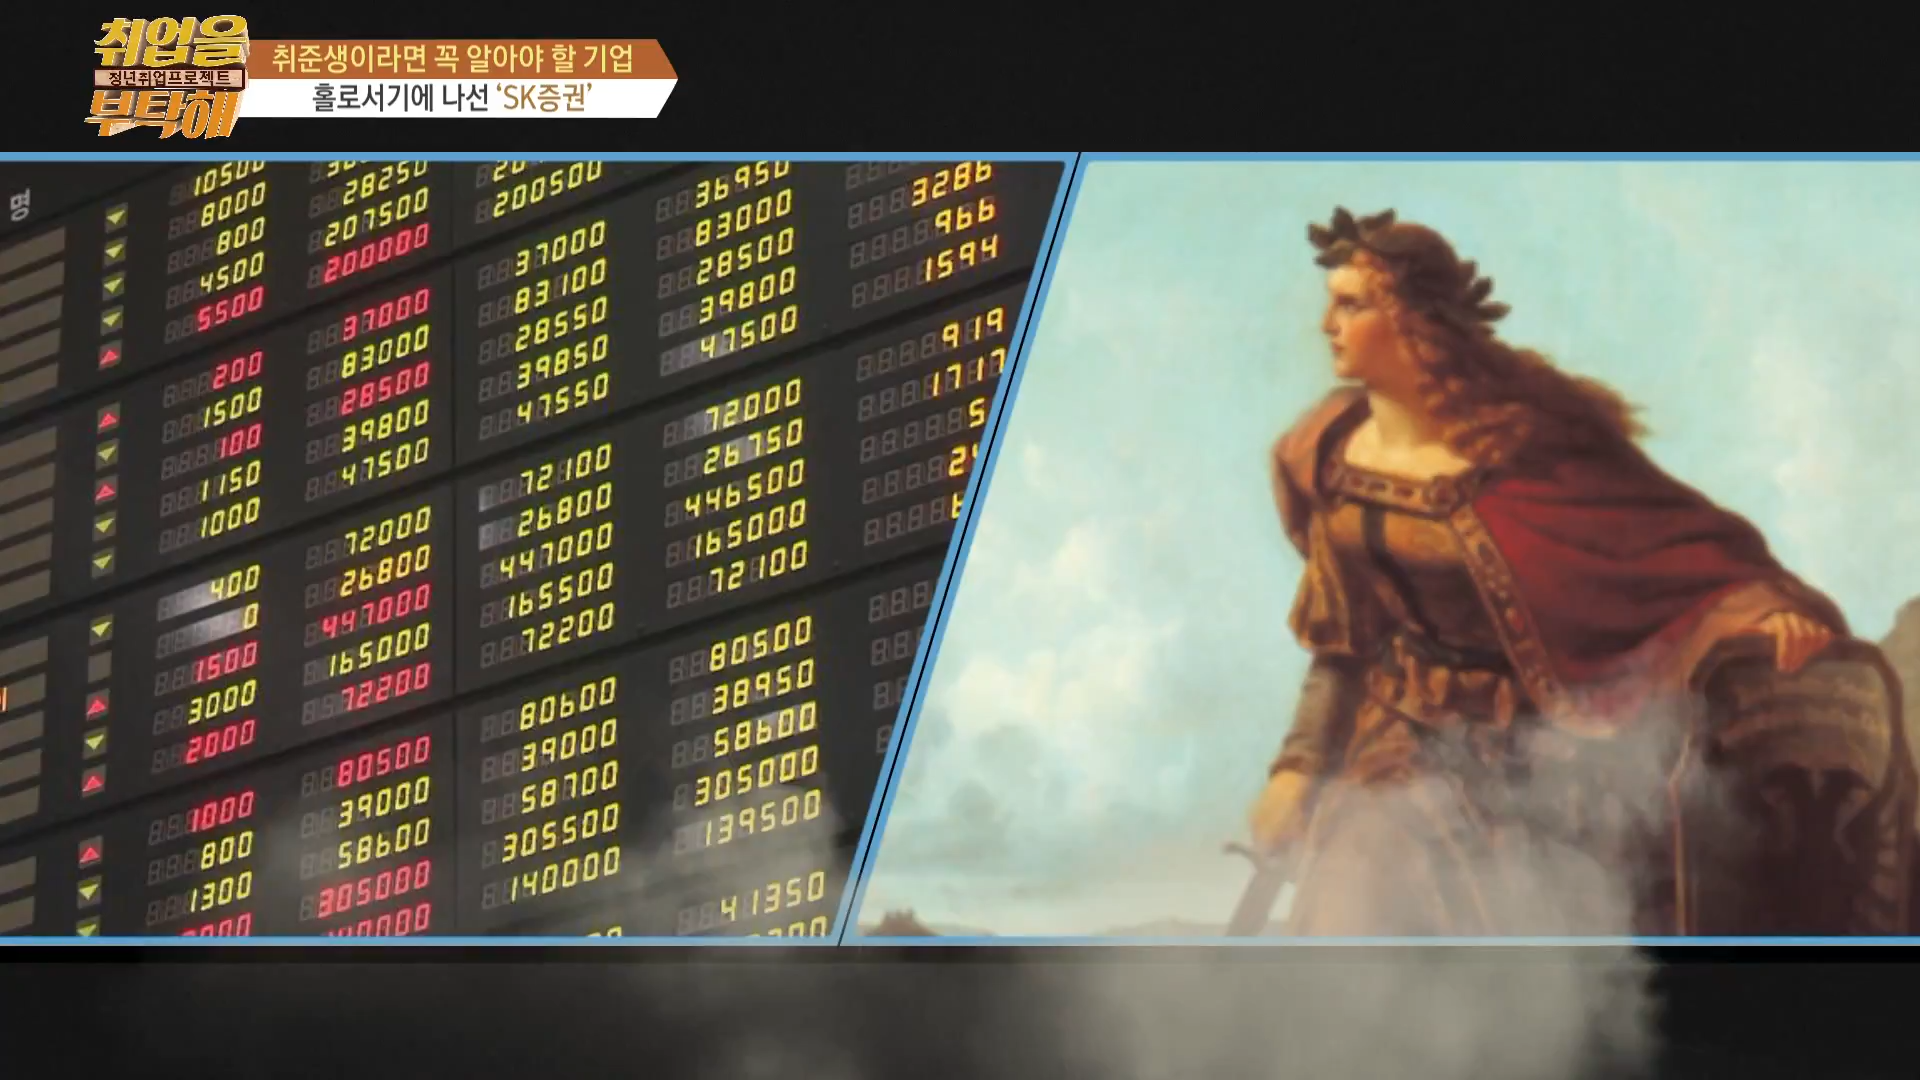 취업을
청년취업프로젝트
부탁해
취준생이라면 꼭 알아야 할 기업
홀로서기에 나선 ‘SK증권’
명
10500 28250 200500 36950 3286
8000 207500 83000 966
800 200000 37000 28500 1594
4500 83100 39800
5500 37000 28550 47500 919
200 83000 39850 1717
1500 28500 47550 72000
100 39800 26750
1150 47500 72100 446500
1000 26800 165000
72000 447000 72100
400 26800 165500
0 447000 72200 80500
1500 165000 38950
3000 72200 80600 58600
2000 39000 305000
80500 58700 139500
1000 39000 305500
800 58600 140000 41350
1300 305000